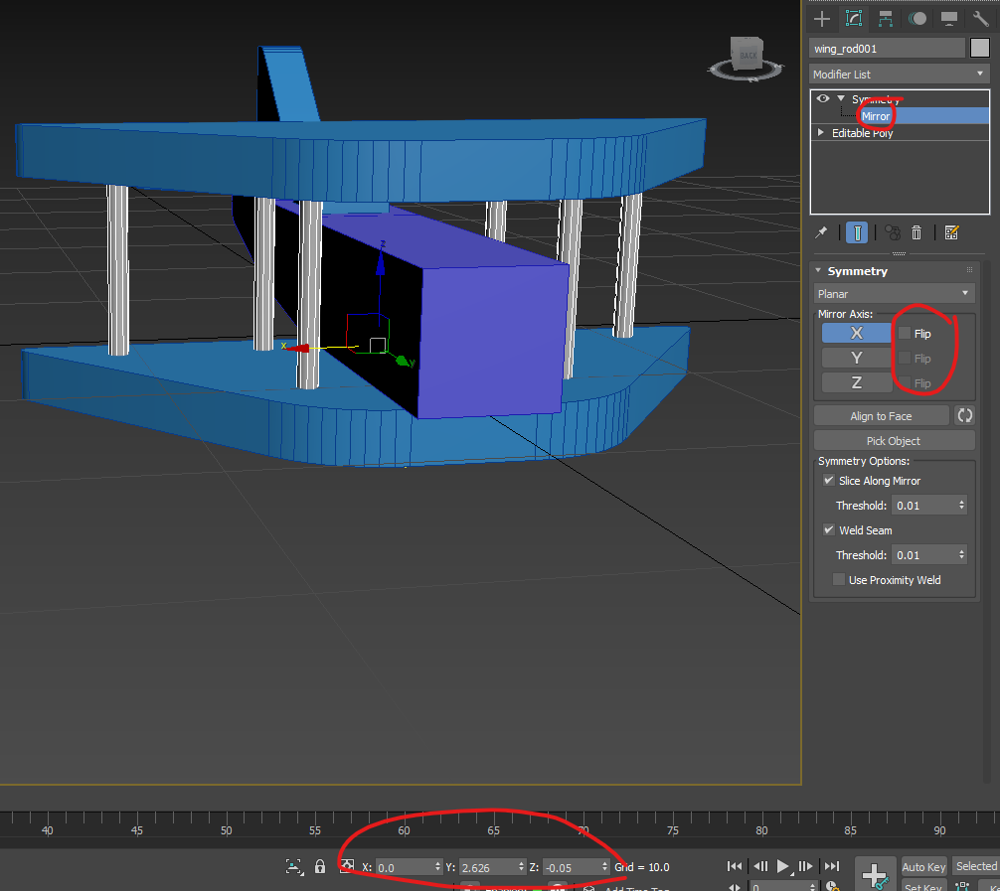 BACK
z
x
y
wing_rod001
Modifier List
Symmetry
Mirror
Editable Poly
Symmetry
Planar
Mirror Axis:
X Flip
Y Flip
Z Flip
Align to Face
Pick Object
Symmetry Options:
Slice Along Mirror
Threshold: 0.01
Weld Seam
Threshold: 0.01
Use Proximity Weld
40 45 50 55 60 65 70 75 80 85 90
X: 0.0 Y: 2.626 Z: -0.05 Grid = 10.0
Auto Key Selected
Add Time Tag 0 Set Key